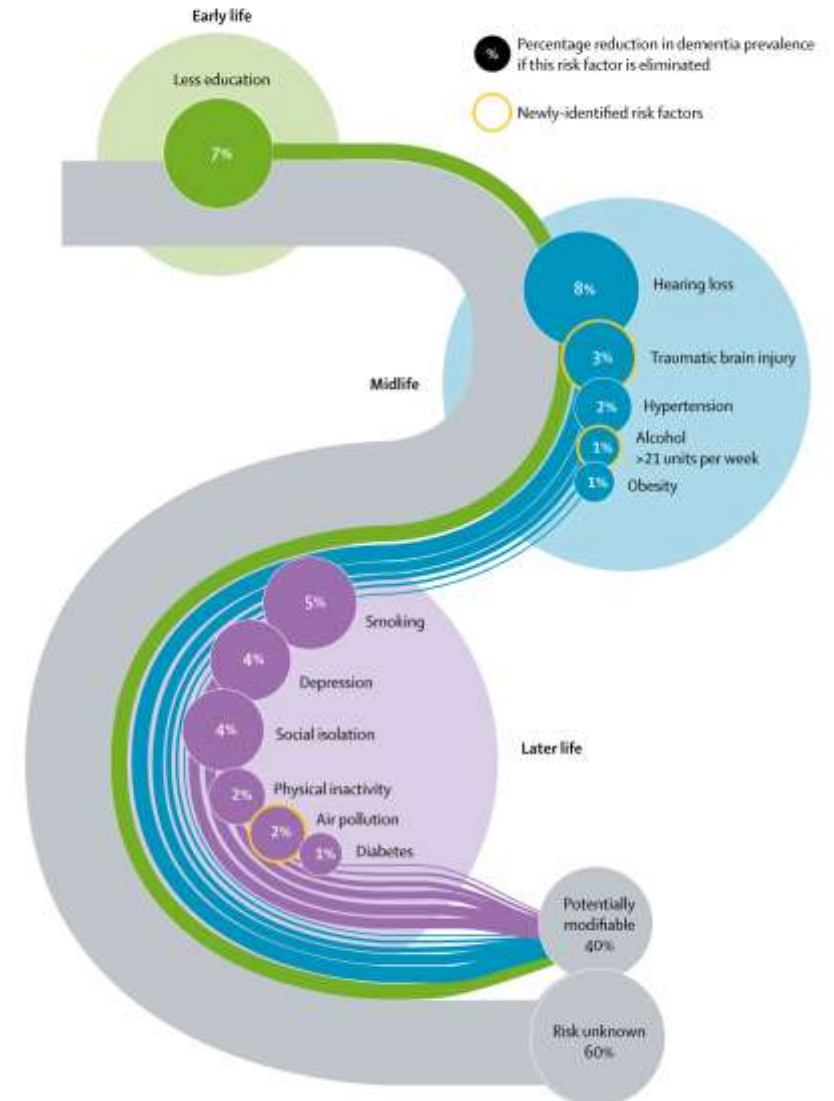 Early life
%
Percentage reduction in dementia prevalence
if this risk factor is eliminated
Newly-identified risk factors
Less education
7%
8%
Hearing loss
3%
Traumatic brain injury
Midlife
2%
Hypertension
1%
Alcohol
>21 units per week
1%
Obesity
5%
Smoking
4%
Depression
4%
Social isolation
Later life
2%
Physical inactivity
2%
Air pollution
1%
Diabetes
Potentially
modifiable
40%
Risk unknown
60%